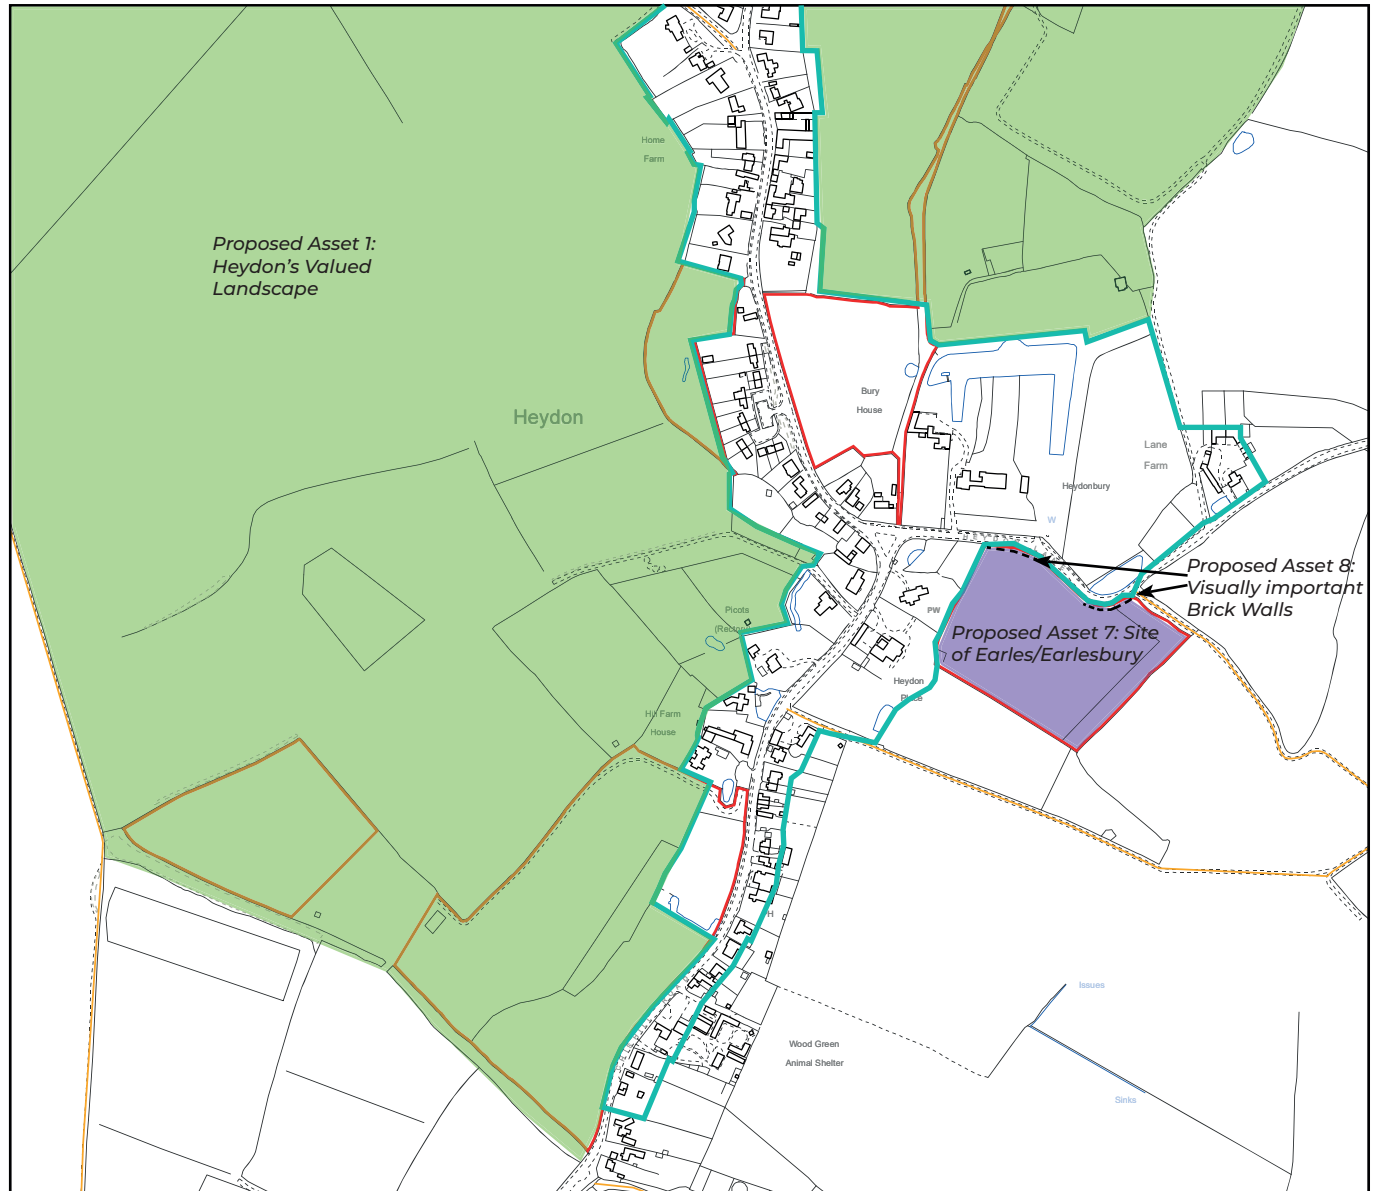 Home
Farm
Proposed Asset 1:
Heydon's Valued
Landscape
Heydon
Bury
House
Lane
Farm
Heydonbury
W
Proposed Asset 8:
Visually important
Brick Walls
PW
Picots
(Rectory)
Proposed Asset 7: Site
of Earles/Earlesbury
Heydon
Place
Hill Farm
House
H
Issues
Wood Green
Animal Shelter
Sinks